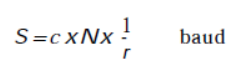 S = c x N x 1/r baud